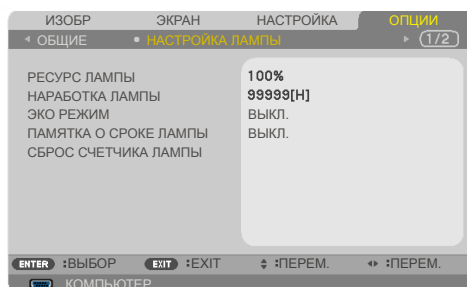 ИЗОБР ЭКРАН НАСТРОЙКА ОПЦИИ
ОБЩИЕ • НАСТРОЙКА ЛАМПЫ 1/2
РЕСУРС ЛАМПЫ 100%
НАРАБОТКА ЛАМПЫ 99999[H]
ЭКО РЕЖИМ ВЫКЛ.
ПАМЯТКА О СРОКЕ ЛАМПЫ ВЫКЛ.
СБРОС СЧЕТЧИКА ЛАМПЫ
ENTER :ВЫБОР EXIT :EXIT :ПЕРЕМ. :ПЕРЕМ.
КОМПЬЮТЕР